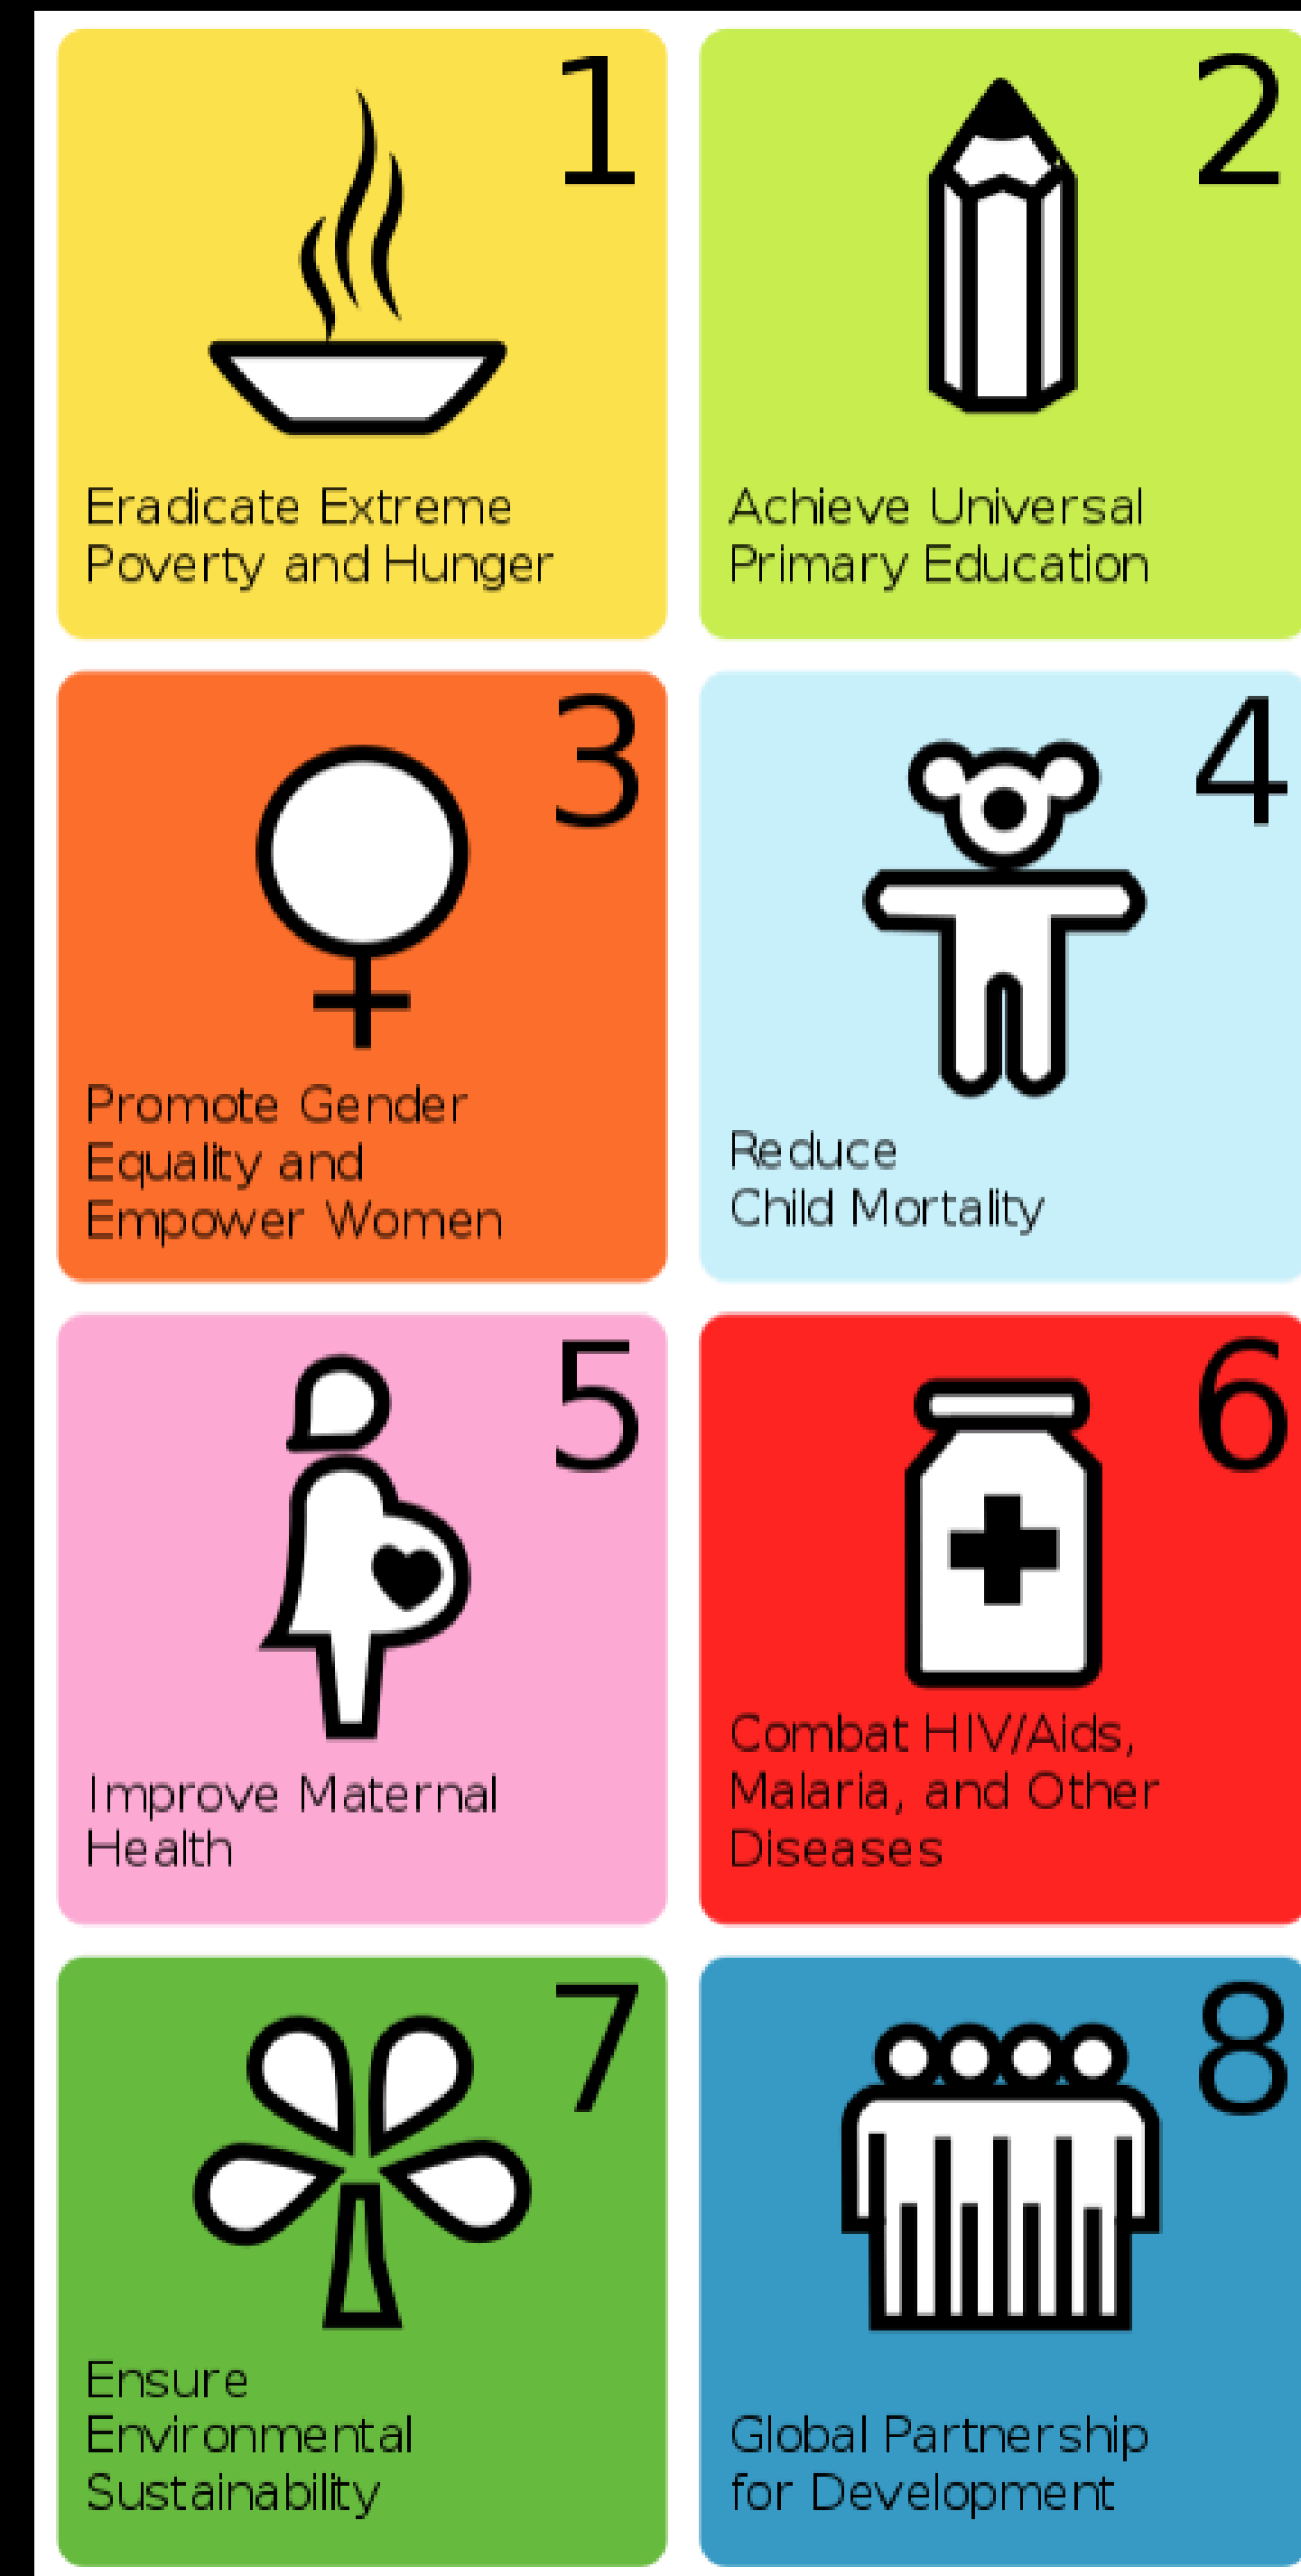 1
Eradicate Extreme
Poverty and Hunger
2
Achieve Universal
Primary Education
3
Promote Gender
Equality and
Empower Women
4
Reduce
Child Mortality
5
Improve Maternal
Health
6
Combat HIV/Aids,
Malaria, and Other
Diseases
7
Ensure
Environmental
Sustainability
8
Global Partnership
for Development